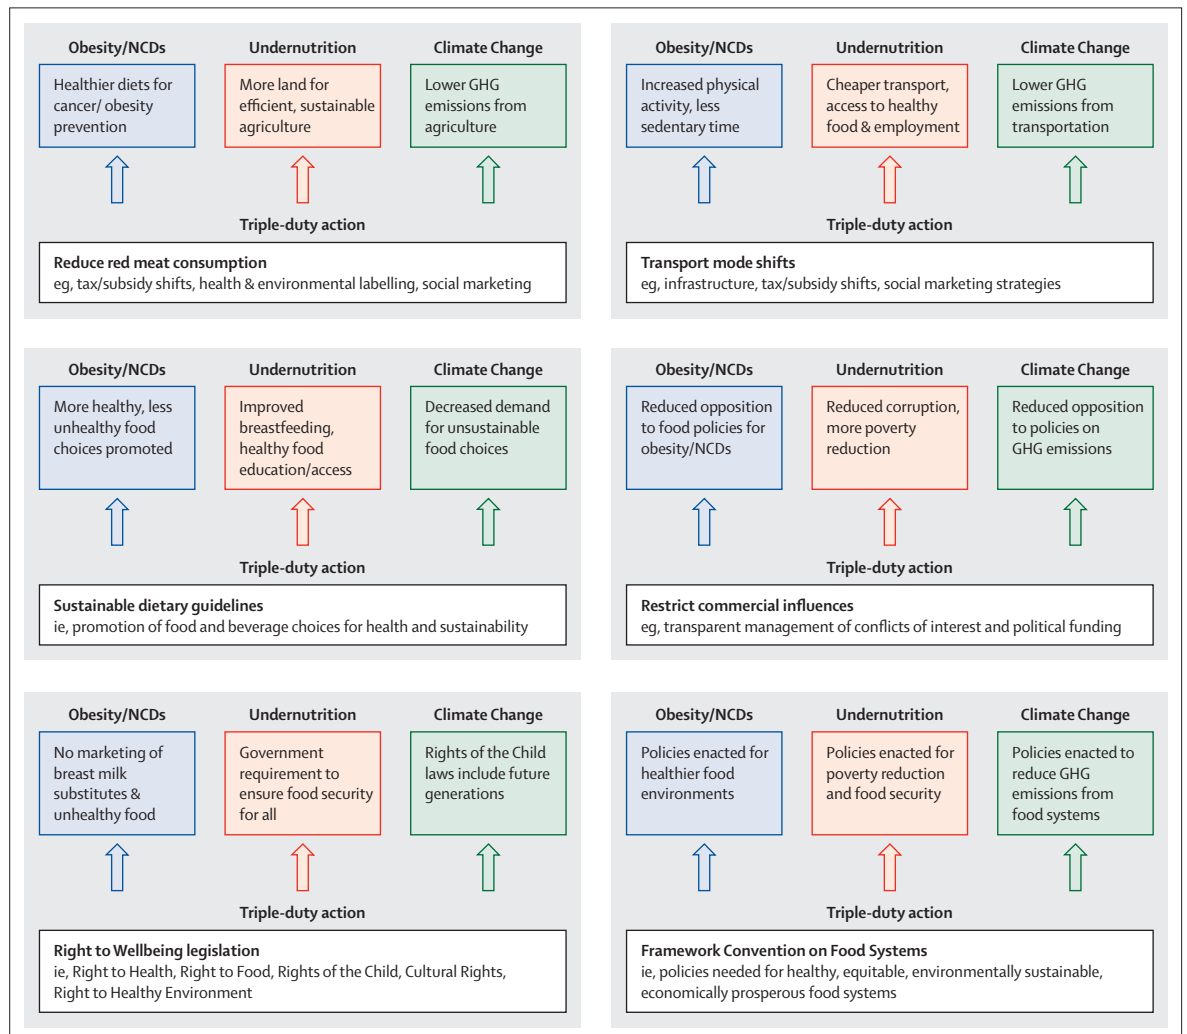 Obesity/NCDs
Undernutrition
Climate Change
Healthier diets for
cancer/ obesity
prevention
More land for
efficient, sustainable
agriculture
Lower GHG
emissions from
agriculture
Triple-duty action
Reduce red meat consumption
eg, tax/subsidy shifts, health & environmental labelling, social marketing
Obesity/NCDs
Undernutrition
Climate Change
Increased physical
activity, less
sedentary time
Cheaper transport,
access to healthy
food & employment
Lower GHG
emissions from
transportation
Triple-duty action
Transport mode shifts
eg, infrastructure, tax/subsidy shifts, social marketing strategies
Obesity/NCDs
Undernutrition
Climate Change
More healthy, less
unhealthy food
choices promoted
Improved
breastfeeding,
healthy food
education/access
Decreased demand
for unsustainable
food choices
Triple-duty action
Sustainable dietary guidelines
ie, promotion of food and beverage choices for health and sustainability
Obesity/NCDs
Undernutrition
Climate Change
Reduced opposition
to food policies for
obesity/NCDs
Reduced corruption,
more poverty
reduction
Reduced opposition
to policies on
GHG emissions
Triple-duty action
Restrict commercial influences
eg, transparent management of conflicts of interest and political funding
Obesity/NCDs
Undernutrition
Climate Change
No marketing of
breast milk
substitutes &
unhealthy food
Government
requirement to
ensure food security
for all
Rights of the Child
laws include future
generations
Triple-duty action
Right to Wellbeing legislation
ie, Right to Health, Right to Food, Rights of the Child, Cultural Rights,
Right to Healthy Environment
Obesity/NCDs
Undernutrition
Climate Change
Policies enacted for
healthier food
environments
Policies enacted for
poverty reduction
and food security
Policies enacted to
reduce GHG
emissions from
food systems
Triple-duty action
Framework Convention on Food Systems
ie, policies needed for healthy, equitable, environmentally sustainable,
economically prosperous food systems